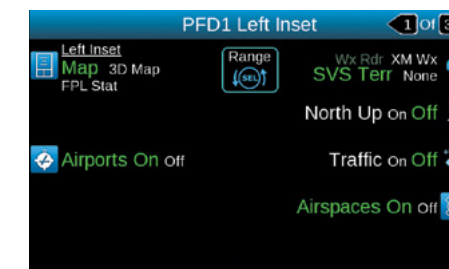 PFD1 Left Inset
1 Of 3
Left Inset
Map 3D Map
FPL Stat
Range
SEL
Wx Rdr XM Wx
SVS Terr None
North Up On Off
Airports On Off
Traffic On Off
Airspaces On Off